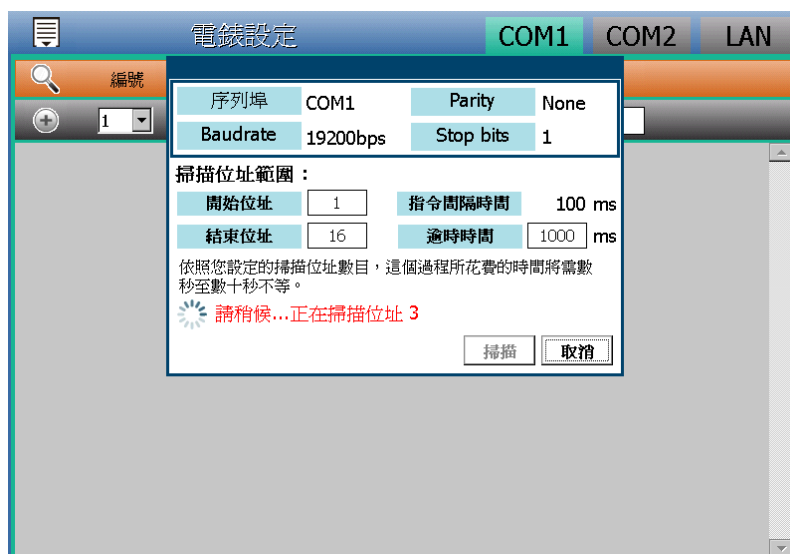 電錶設定 COM1 COM2 LAN
編號
1
序列埠 COM1 Parity None
Baudrate 19200bps Stop bits 1
掃描位址範圍：
開始位址 1 指令間隔時間 100 ms
結束位址 16 逾時時間 1000 ms
依照您設定的掃描位址數目，這個過程所花費的時間將需數
秒至數十秒不等。
請稍候...正在掃描位址 3
掃描 取消